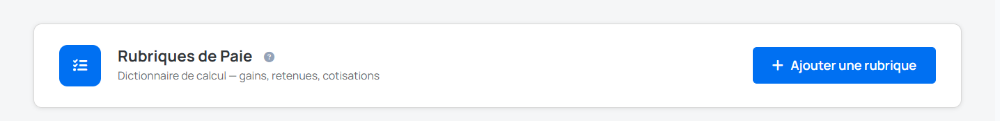 Rubriques de Paie ?
Dictionnaire de calcul — gains, retenues, cotisations
+ Ajouter une rubrique